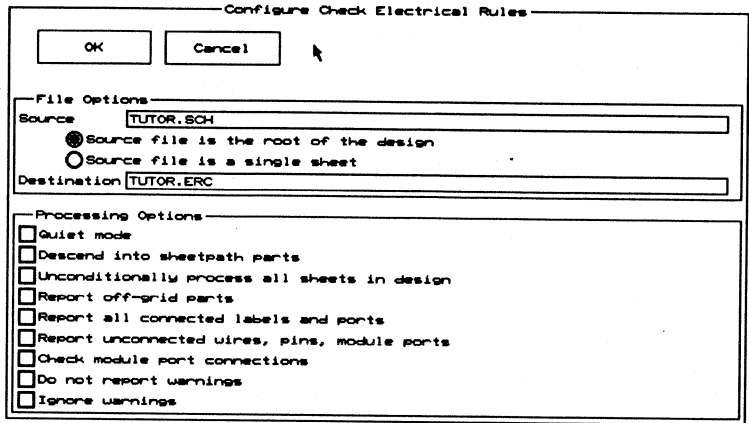 Configure Check Electrical Rules
OK Cancel
File Options
Source TUTOR.SCH
Source file is the root of the design
Source file is a single sheet
Destination TUTOR.ERC
Processing Options
Quiet mode
Descend into sheetpath parts
Unconditionally process all sheets in design
Report off-grid parts
Report all connected labels and ports
Report unconnected wires, pins, module ports
Check module port connections
Do not report warnings
Ignore warnings